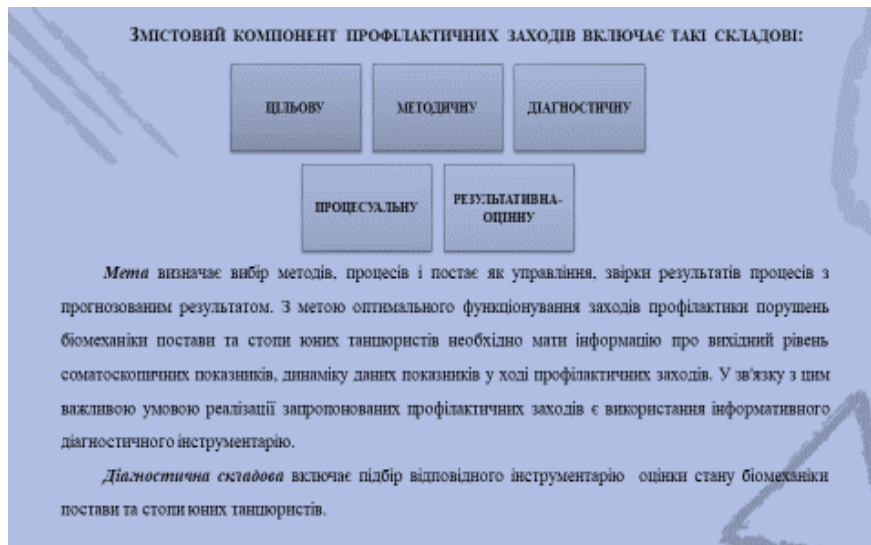 ЗМІСТОВИЙ КОМПОНЕНТ ПРОФІЛАКТИЧНИХ ЗАХОДІВ ВКЛЮЧАЄ ТАКІ СКЛАДОВІ:
ЦІЛЬОВУ
МЕТОДИЧНУ
ДІАГНОСТИЧНУ
ПРОЦЕСУАЛЬНУ
РЕЗУЛЬТАТИВНА-
ОЦІННУ
Мета визначає вибір методів, процесів і постає як управління, звірки результатів процесів з
прогнозованим результатом. З метою оптимального функціонування заходів профілактики порушень
біомеханіки постави та стопи юних танцюристів необхідно мати інформацію про вихідний рівень
соматоскопичних показників, динаміку даних показників у ході профілактичних заходів. У зв'язку з цим
важливою умовою реалізації запропонованих профілактичних заходів є використання інформативного
діагностичного інструментарію.
Діагностична складова включає підбір відповідного інструментарію оцінки стану біомеханіки
постави та стопи юних танцюристів.